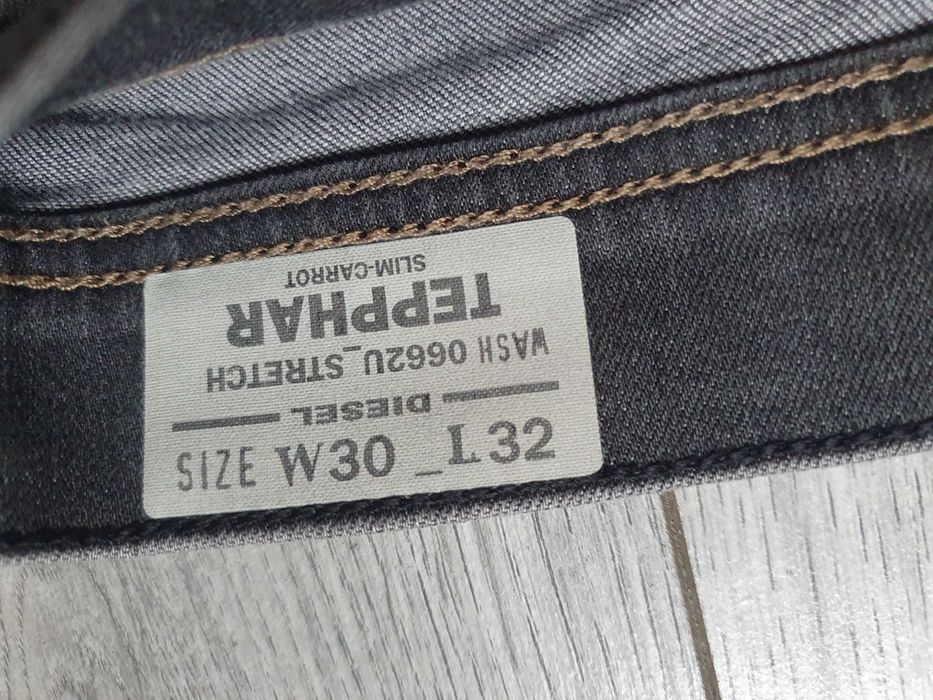 DIESEL
WASH 0662U_STRETCH
TEPPHAR
SLIM-CARROT
SIZE W30 _L32